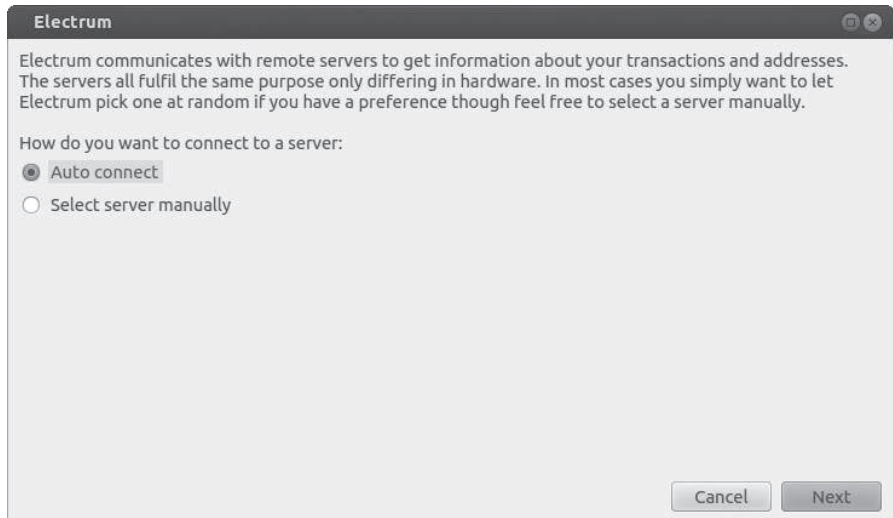 Electrum
Electrum communicates with remote servers to get information about your transactions and addresses.
The servers all fulfil the same purpose only differing in hardware. In most cases you simply want to let
Electrum pick one at random if you have a preference though feel free to select a server manually.
How do you want to connect to a server:
Auto connect
Select server manually
Cancel Next